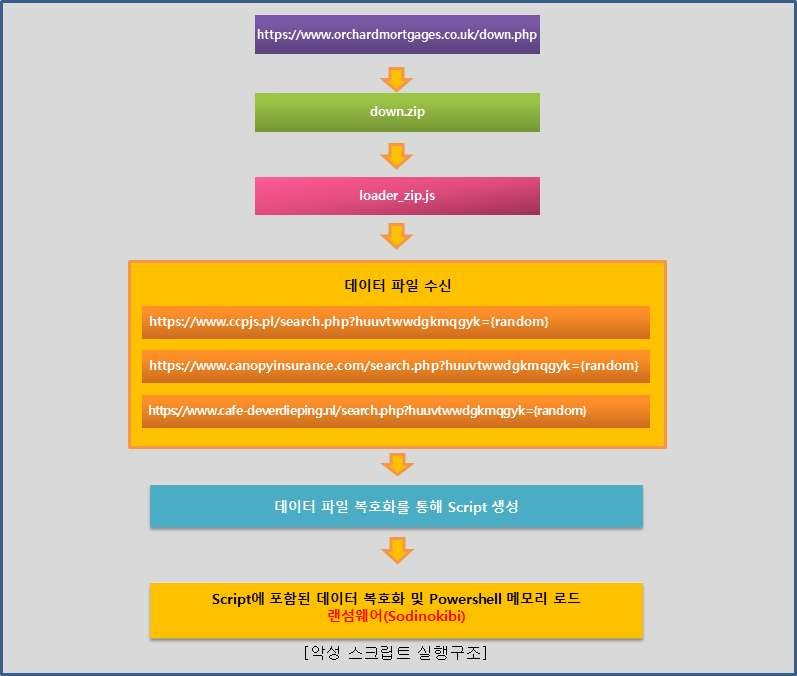 https://www.orchardmortgages.co.uk/down.php
down.zip
loader_zip.js
데이터 파일 수신
https://www.ccpjs.pl/search.php?huuvtwwdgkmqgyk={random}
https://www.canopyinsurance.com/search.php?huuvtwwdgkmqgyk={random}
https://www.cafe-deverdieping.nl/search.php?huuvtwwdgkmqgyk={random}
데이터 파일 복호화를 통해 Script 생성
Script에 포함된 데이터 복호화 및 Powershell 메모리 로드
랜섬웨어(Sodinokibi)
[악성 스크립트 실행구조]